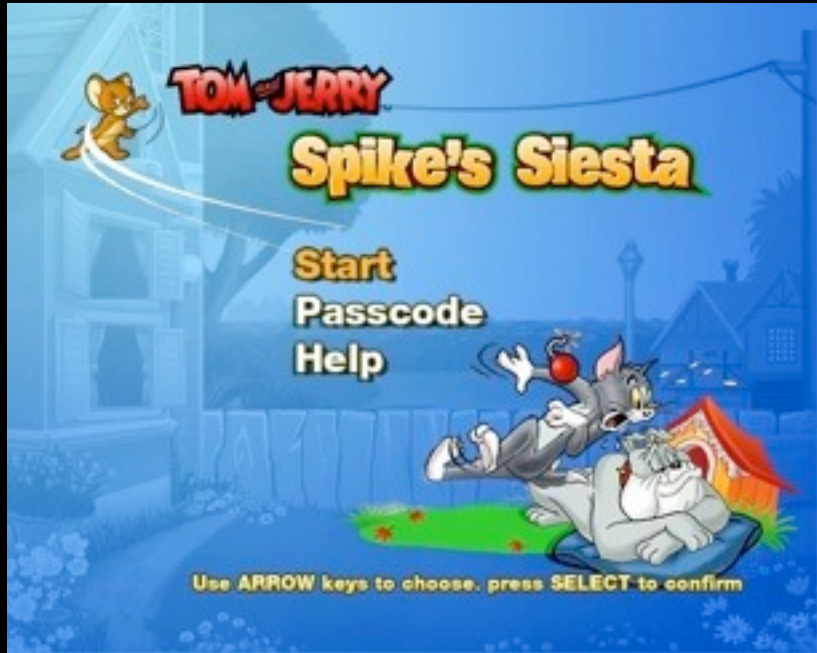 TOM and JERRY
Spike's Siesta
Start
Passcode
Help
Use ARROW keys to choose. press SELECT to confirm